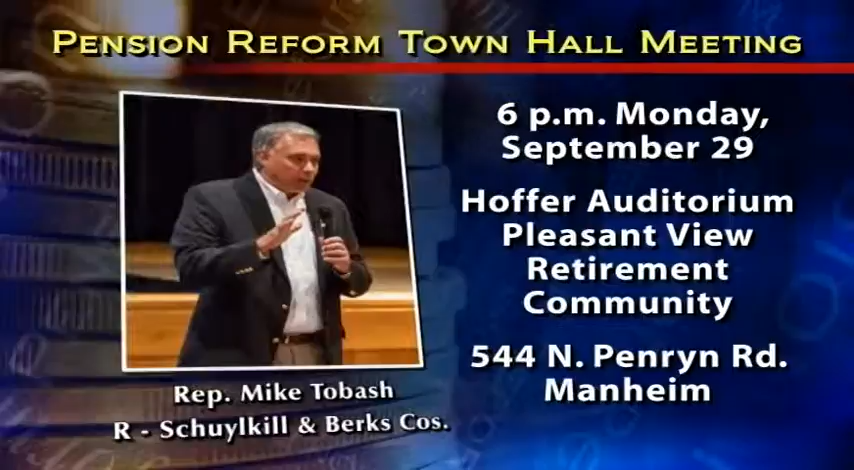 Pension Reform Town Hall Meeting
6 p.m. Monday,
September 29
Hoffer Auditorium
Pleasant View
Retirement
Community
544 N. Penryn Rd.
Manheim
Rep. Mike Tobash
R - Schuylkill & Berks Cos.